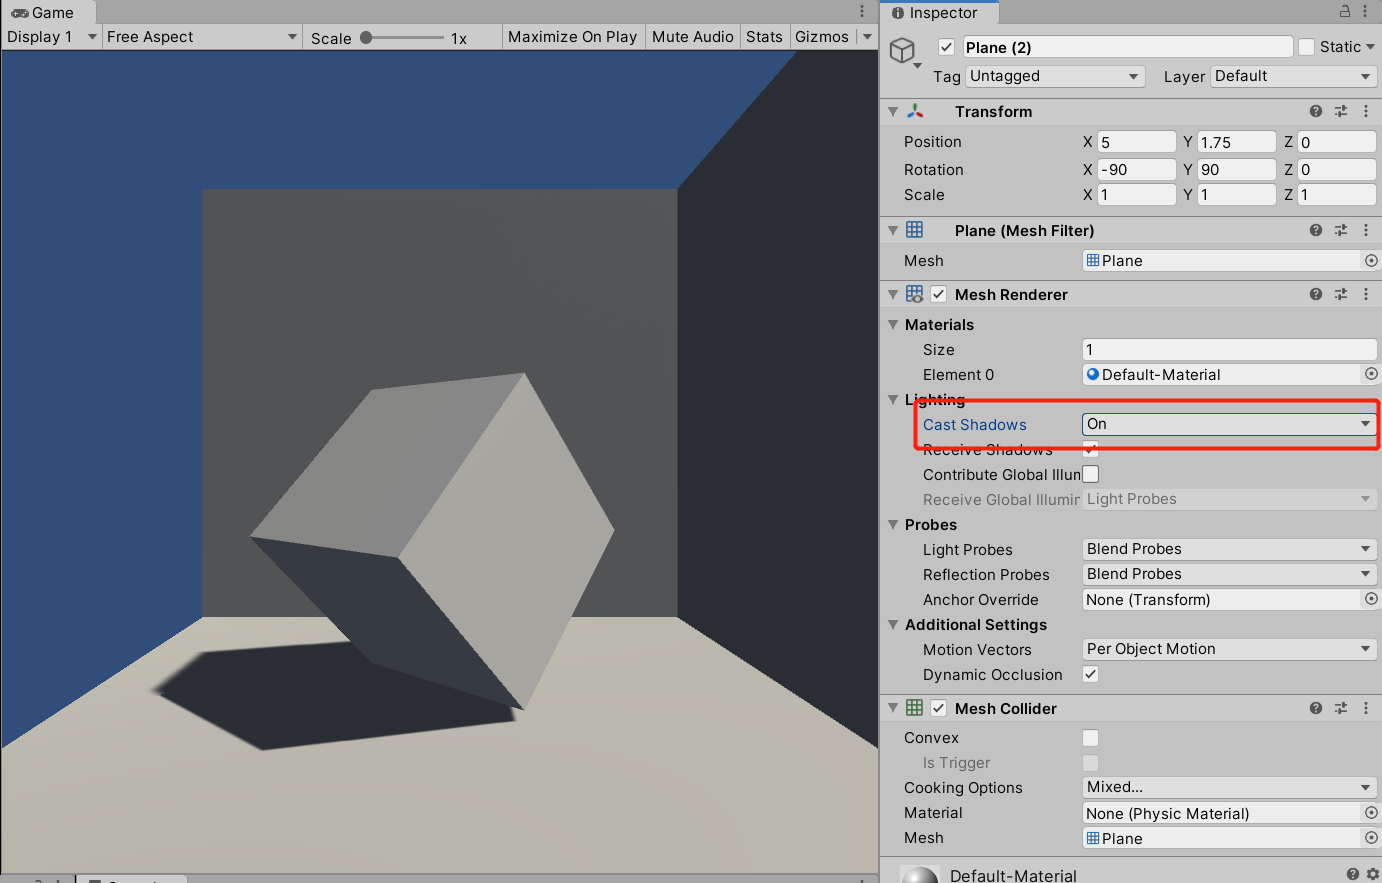 Game
Display 1 Free Aspect Scale 1x Maximize On Play Mute Audio Stats Gizmos
Inspector
Plane (2) Static
Tag Untagged Layer Default
Transform
Position X 5 Y 1.75 Z 0
Rotation X -90 Y 90 Z 0
Scale X 1 Y 1 Z 1
Plane (Mesh Filter)
Mesh Plane
Mesh Renderer
Materials
Size 1
Element 0 Default-Material
Lighting
Cast Shadows On
Receive Shadows
Contribute Global Illun
Receive Global Illumir Light Probes
Probes
Light Probes Blend Probes
Reflection Probes Blend Probes
Anchor Override None (Transform)
Additional Settings
Motion Vectors Per Object Motion
Dynamic Occlusion
Mesh Collider
Convex
Is Trigger
Cooking Options Mixed...
Material None (Physic Material)
Mesh Plane
Default-Material